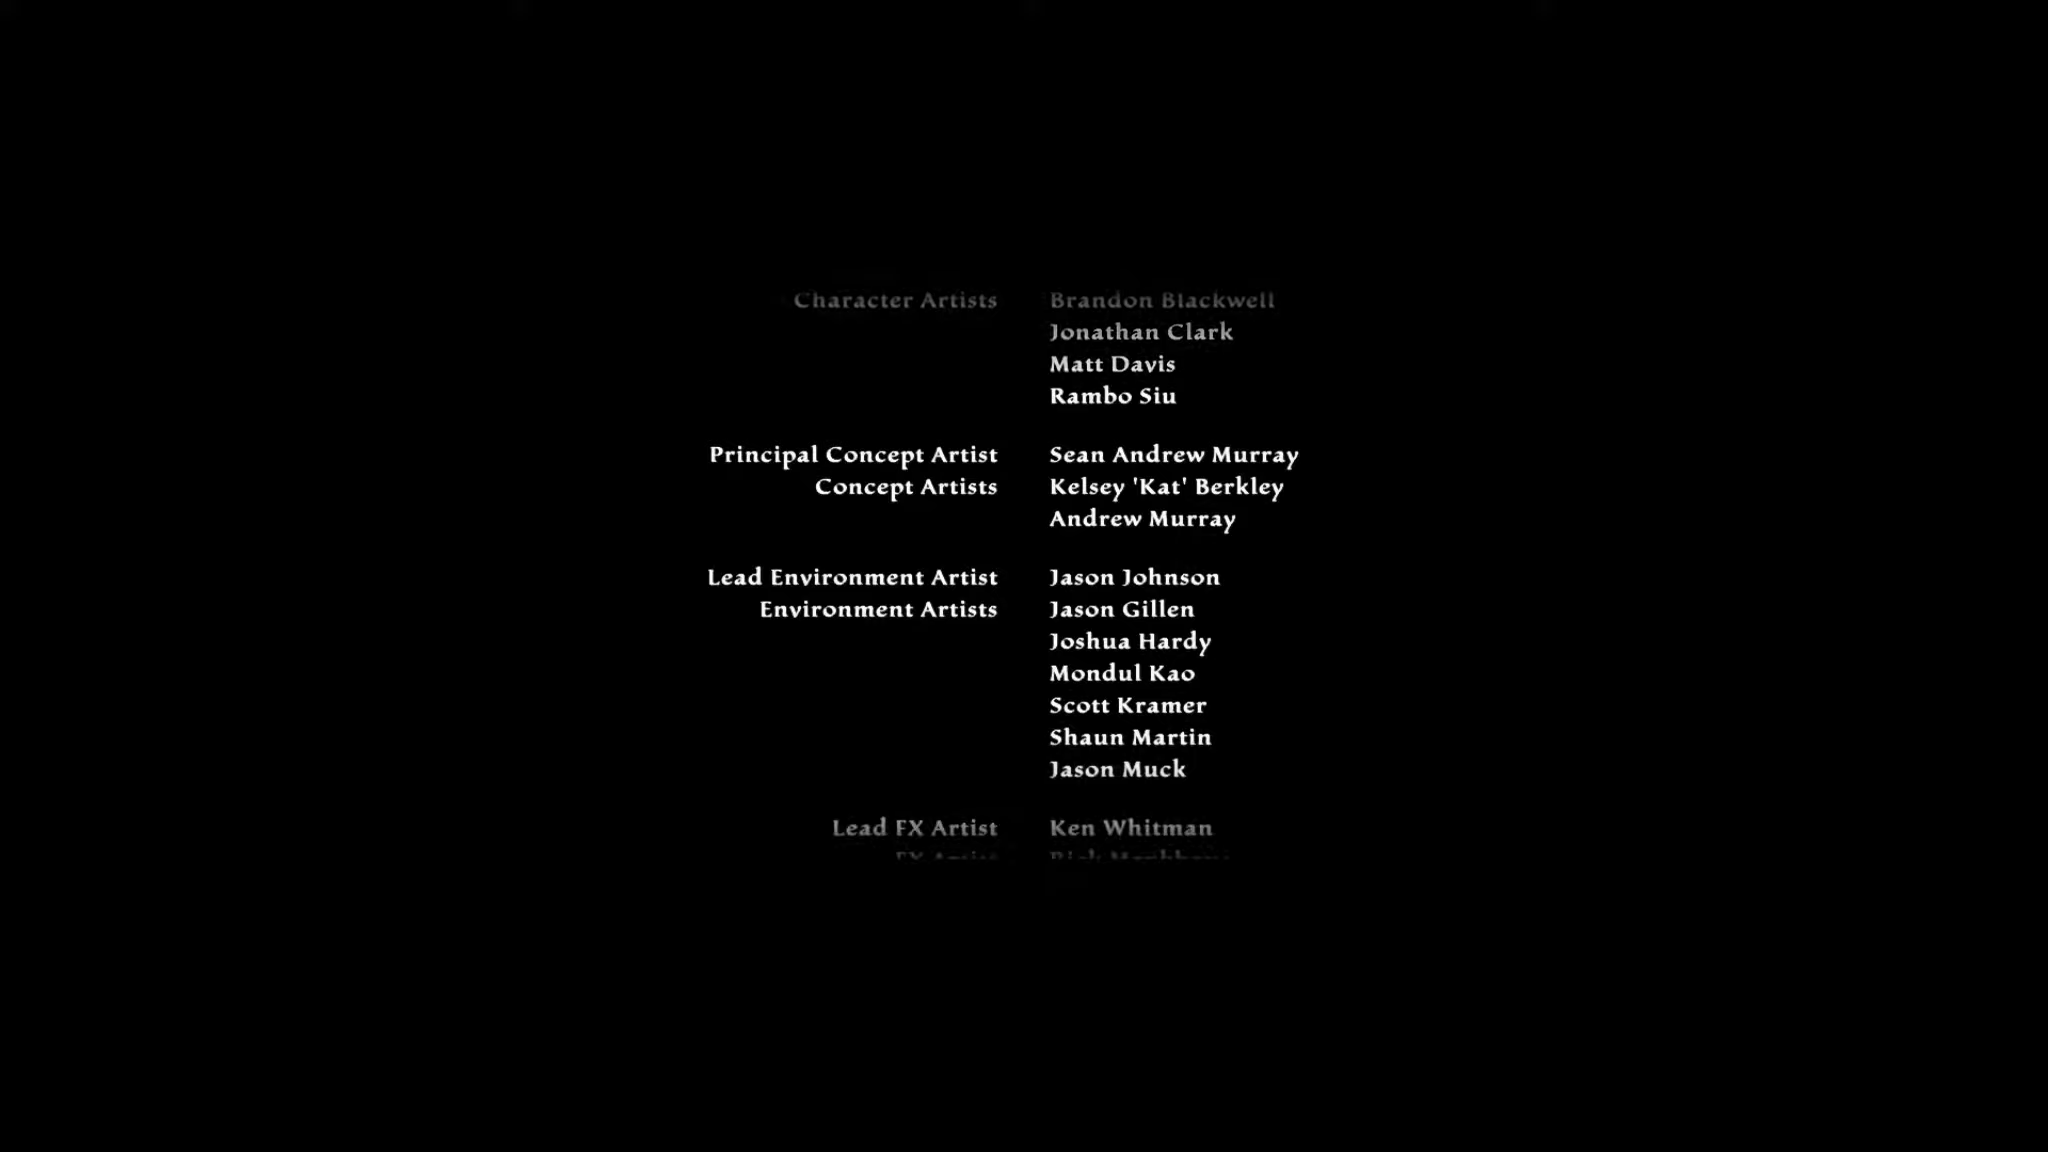 Character Artists Brandon Blackwell
Jonathan Clark
Matt Davis
Rambo Siu
Principal Concept Artist Sean Andrew Murray
Concept Artists Kelsey 'Kat' Berkley
Andrew Murray
Lead Environment Artist Jason Johnson
Environment Artists Jason Gillen
Joshua Hardy
Mondul Kao
Scott Kramer
Shaun Martin
Jason Muck
Lead FX Artist Ken Whitman